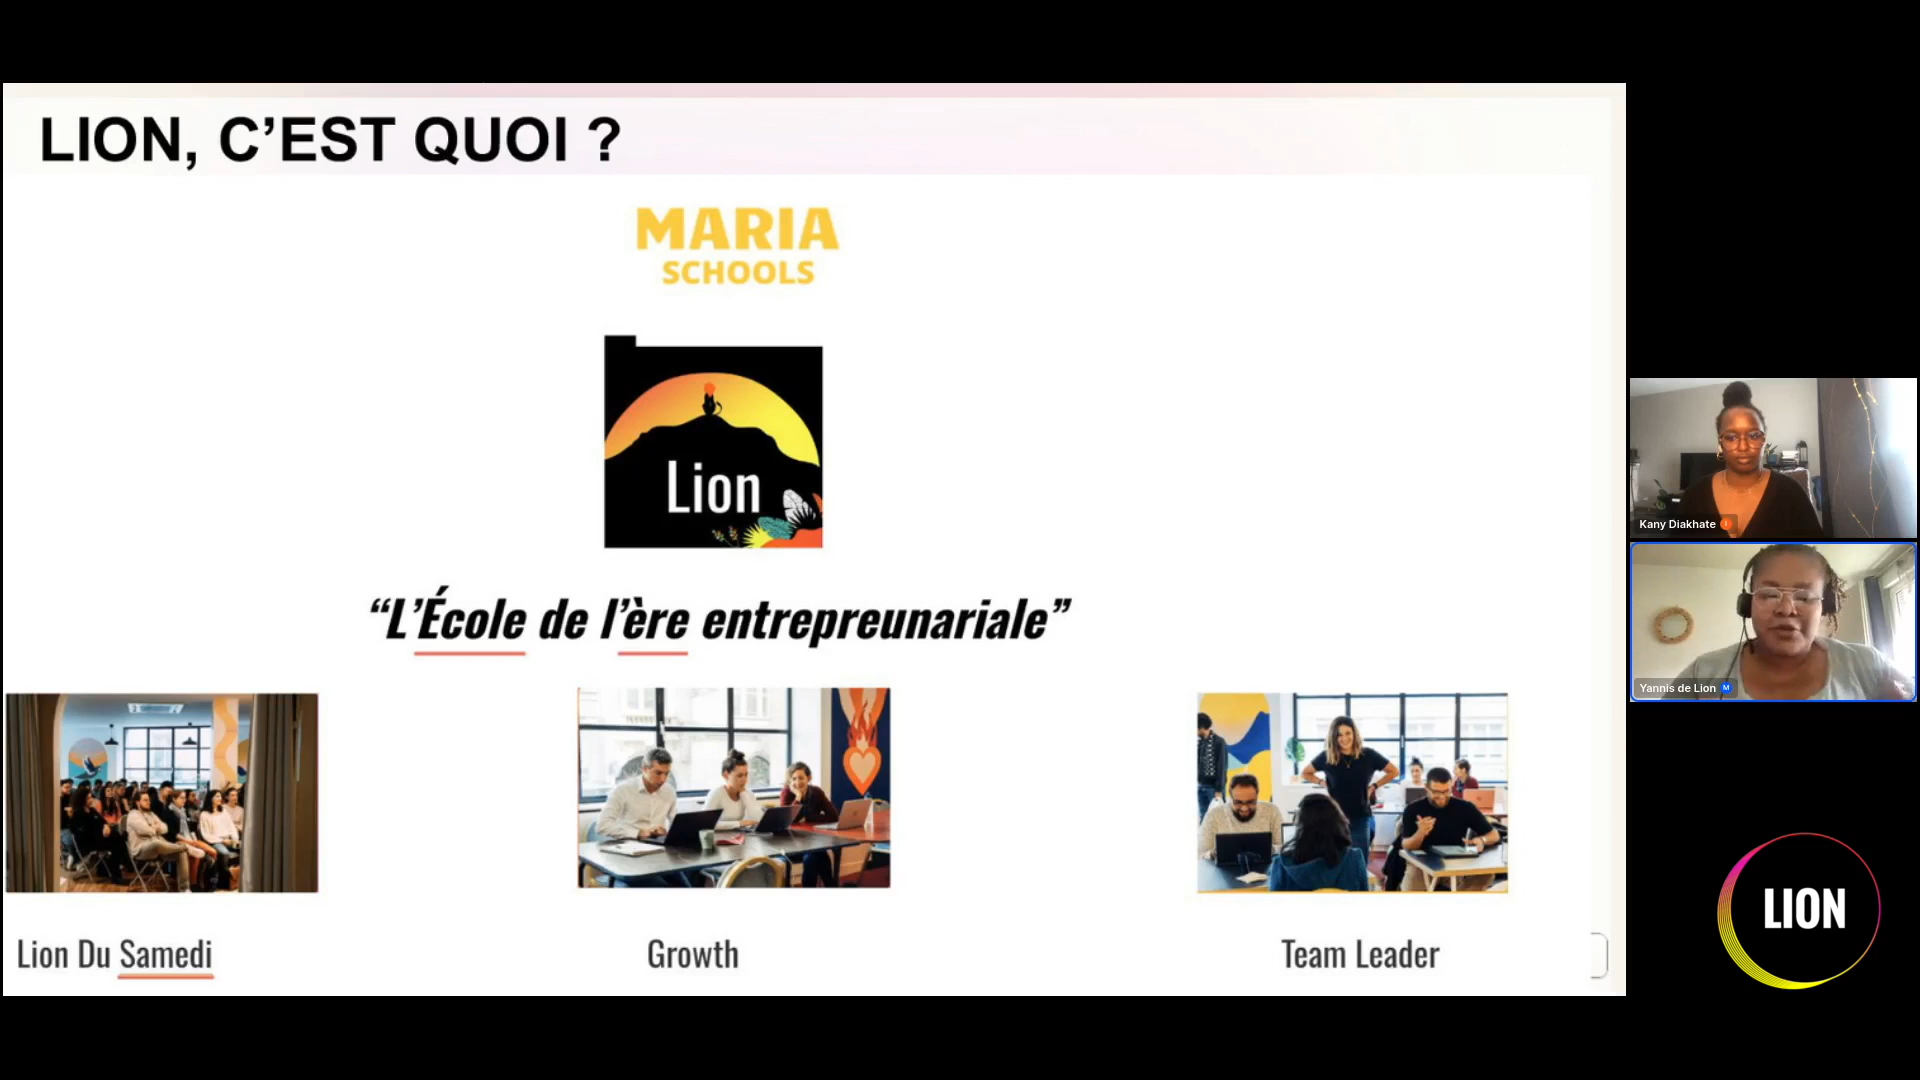 LION, C’EST QUOI ?
MARIA
SCHOOLS
Lion
“L’École de l’ère entrepreunariale”
Lion Du Samedi
Growth
Team Leader
Kany Diakhate
Yannis de Lion M
LION